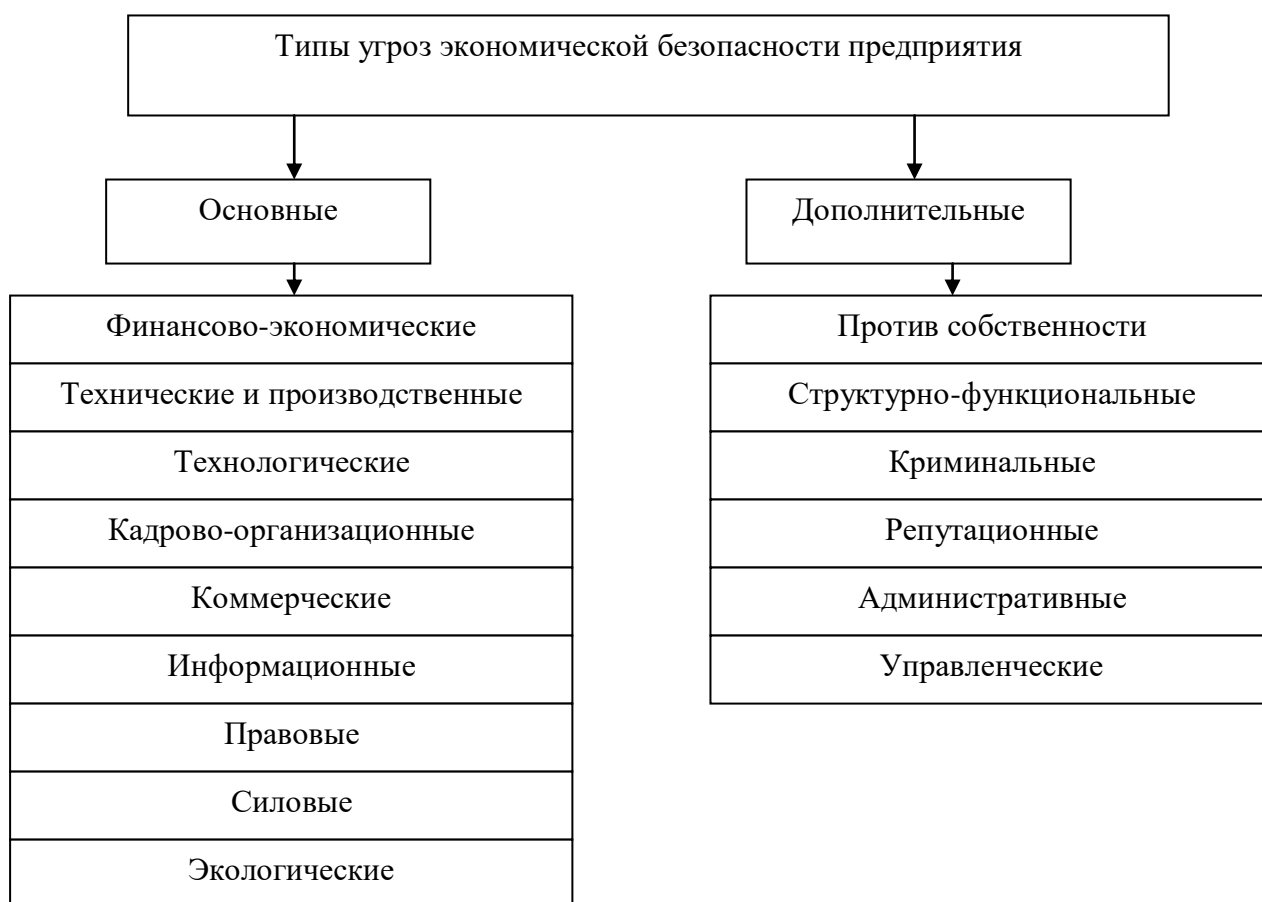 Типы угроз экономической безопасности предприятия
Основные
Дополнительные
Финансово-экономические
Технические и производственные
Технологические
Кадрово-организационные
Коммерческие
Информационные
Правовые
Силовые
Экологические
Против собственности
Структурно-функциональные
Криминальные
Репутационные
Административные
Управленческие